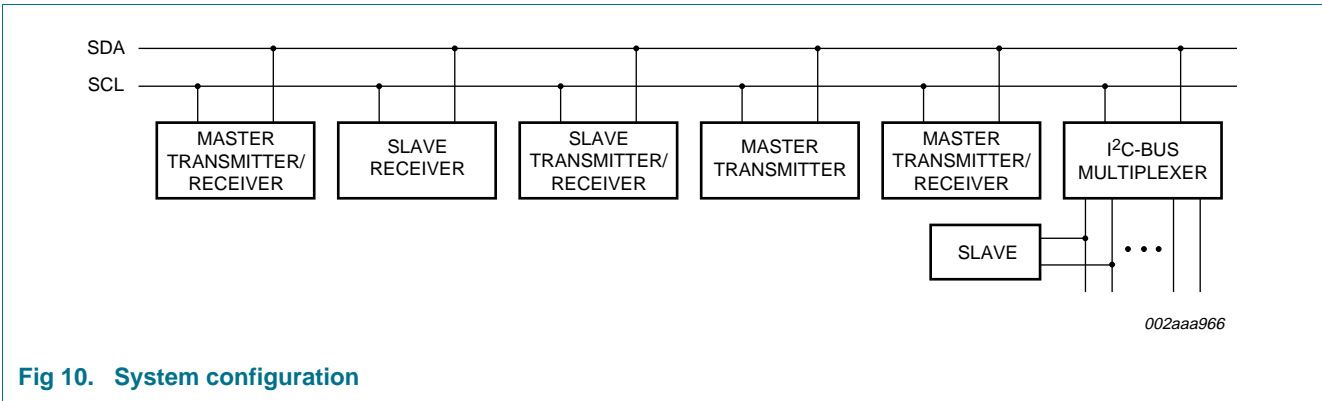 SDA
SCL
MASTER
TRANSMITTER/
RECEIVER
SLAVE
RECEIVER
SLAVE
TRANSMITTER/
RECEIVER
MASTER
TRANSMITTER
MASTER
TRANSMITTER/
RECEIVER
I²C-BUS
MULTIPLEXER
SLAVE
002aaa966
Fig 10. System configuration